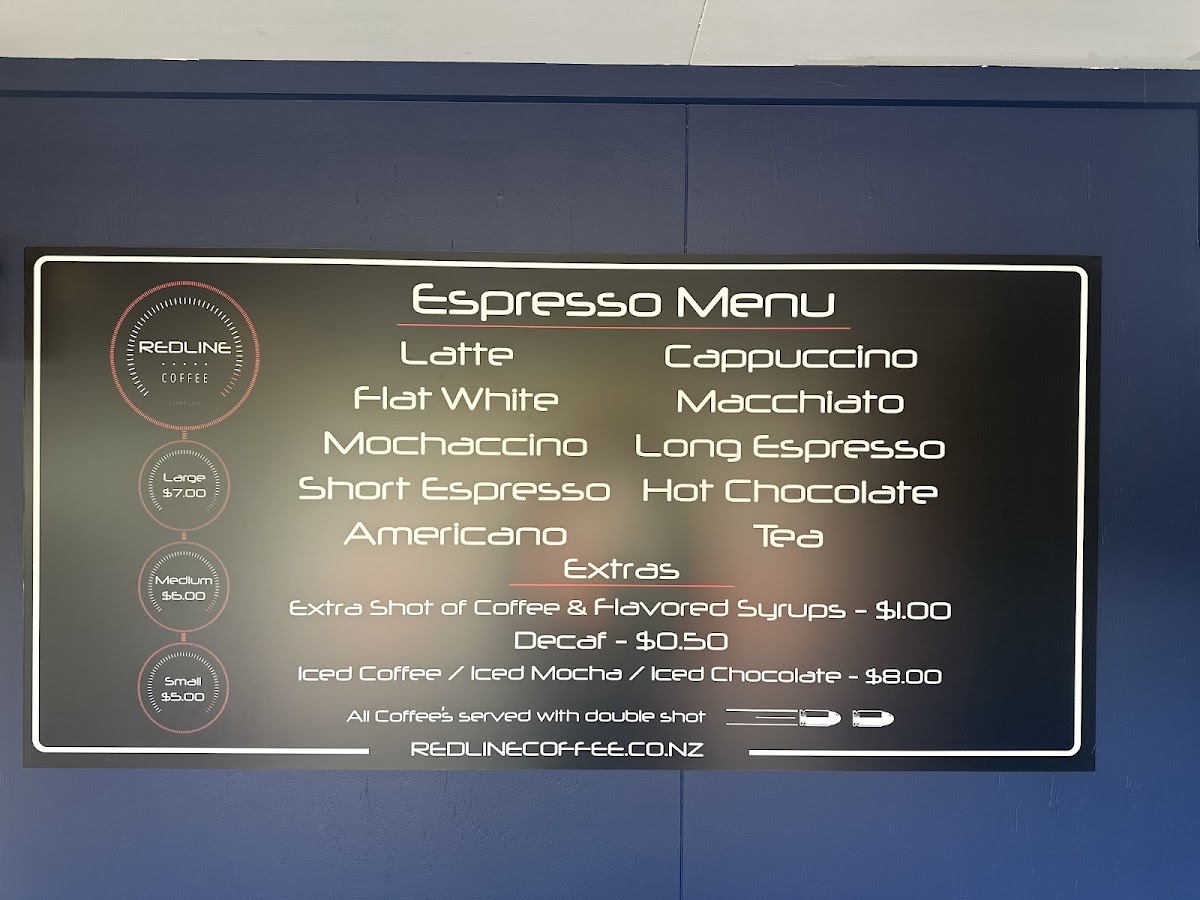 REDLINE
COFFEE
Large
$7.00
Medium
$6.00
Small
$5.00
Espresso Menu
Latte Cappuccino
Flat White Macchiato
Mochaccino Long Espresso
Short Espresso Hot Chocolate
Americano Tea
Extras
Extra Shot of Coffee & Flavored Syrups - $1.00
Decaf - $0.50
Iced Coffee / Iced Mocha / Iced Chocolate - $8.00
All Coffee's served with double shot
REDLINECOFFEE.CO.NZ